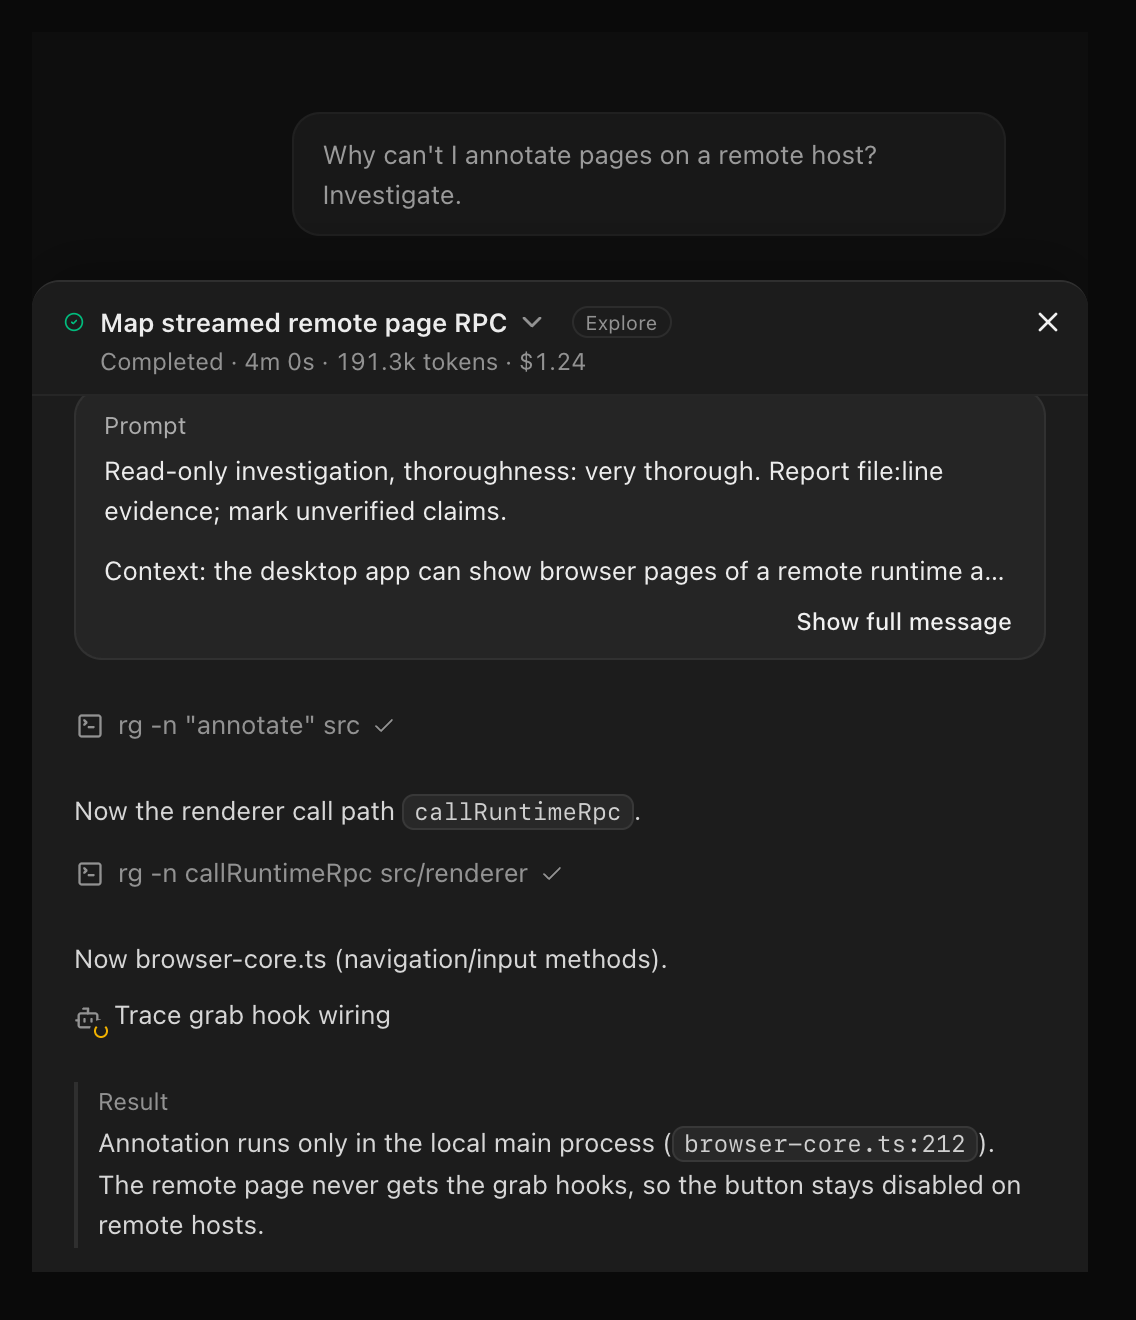 Why can't I annotate pages on a remote host?
Investigate.
Map streamed remote page RPC Explore
Completed · 4m 0s · 191.3k tokens · $1.24
Prompt
Read-only investigation, thoroughness: very thorough. Report file:line
evidence; mark unverified claims.
Context: the desktop app can show browser pages of a remote runtime a...
Show full message
rg -n "annotate" src
Now the renderer call path callRuntimeRpc.
rg -n callRuntimeRpc src/renderer
Now browser-core.ts (navigation/input methods).
Trace grab hook wiring
Result
Annotation runs only in the local main process (browser-core.ts:212).
The remote page never gets the grab hooks, so the button stays disabled on
remote hosts.